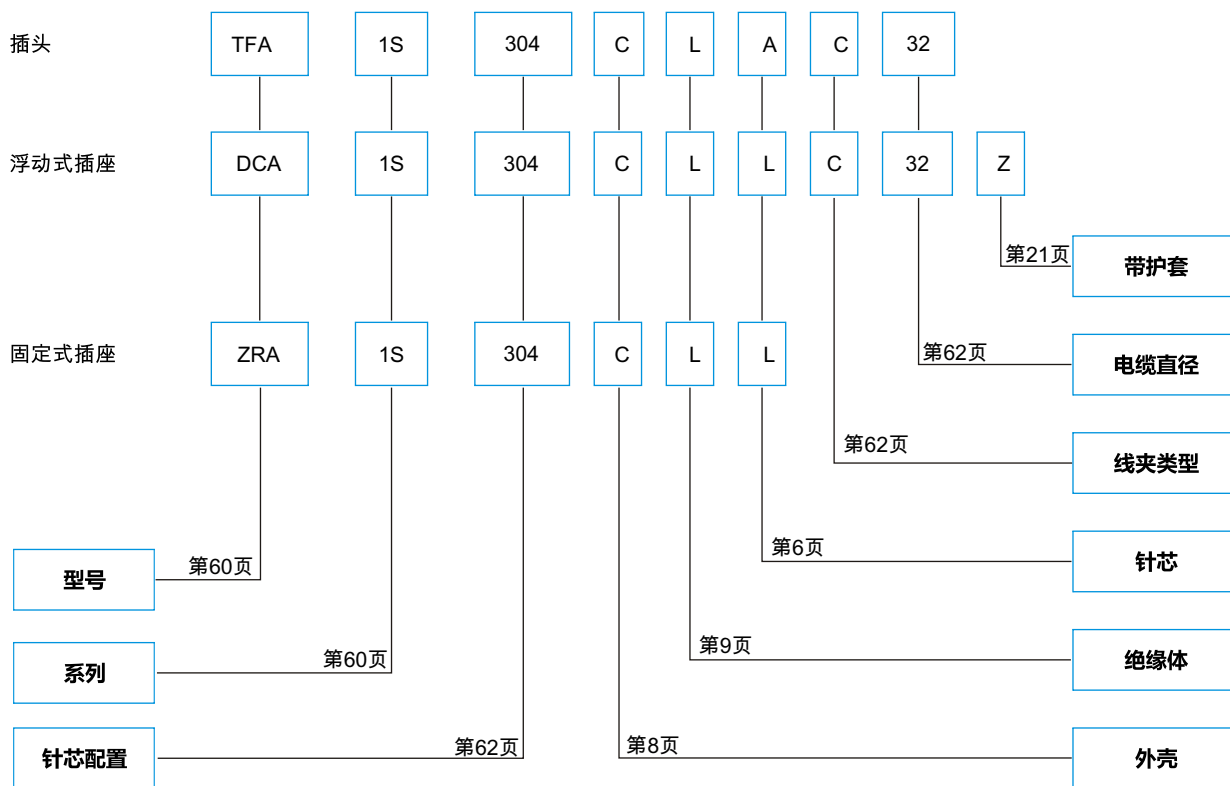 插头 TFA 1S 304 C L A C 32
浮动式插座 DCA 1S 304 C L L C 32 Z
第21页 带护套
固定式插座 ZRA 1S 304 C L L
第62页 电缆直径
第62页 线夹类型
第6页 针芯
型号 第60页
第9页 绝缘体
系列 第60页
针芯配置 第62页
第8页 外壳